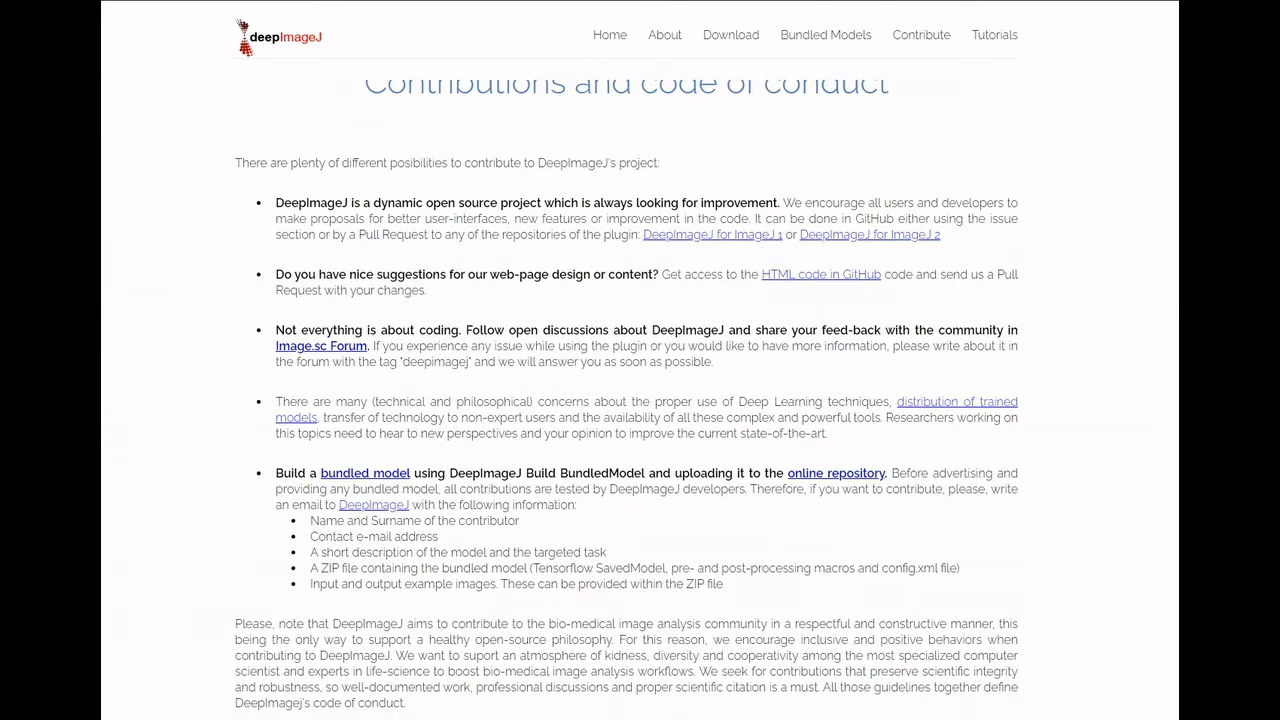 deepImageJ
Home About Download Bundled Models Contribute Tutorials
Contributions and code of conduct
There are plenty of different posibilities to contribute to DeepImageJ's project:
• DeepImageJ is a dynamic open source project which is always looking for improvement. We encourage all users and developers to
make proposals for better user-interfaces, new features or improvement in the code. It can be done in GitHub either using the issue
section or by a Pull Request to any of the repositories of the plugin: DeepImageJ for ImageJ 1 or DeepImageJ for ImageJ 2
• Do you have nice suggestions for our web-page design or content? Get access to the HTML code in GitHub code and send us a Pull
Request with your changes.
• Not everything is about coding. Follow open discussions about DeepImageJ and share your feed-back with the community in
Image.sc Forum. If you experience any issue while using the plugin or you would like to have more information, please write about it in
the forum with the tag "deepimagej" and we will answer you as soon as possible.
• There are many (technical and philosophical) concerns about the proper use of Deep Learning techniques, distribution of trained
models, transfer of technology to non-expert users and the availability of all these complex and powerful tools. Researchers working on
this topics need to hear to new perspectives and your opinion to improve the current state-of-the-art.
• Build a bundled model using DeepImageJ Build BundledModel and uploading it to the online repository. Before advertising and
providing any bundled model, all contributions are tested by DeepImageJ developers. Therefore, if you want to contribute, please, write
an email to DeepImageJ with the following information:
• Name and Surname of the contributor
• Contact e-mail address
• A short description of the model and the targeted task
• A ZIP file containing the bundled model (Tensorflow SavedModel, pre- and post-processing macros and config.xml file)
• Input and output example images. These can be provided within the ZIP file
Please, note that DeepImageJ aims to contribute to the bio-medical image analysis community in a respectful and constructive manner, this
being the only way to support a healthy open-source philosophy. For this reason, we encourage inclusive and positive behaviors when
contributing to DeepImageJ. We want to suport an atmosphere of kidness, diversity and cooperativity among the most specialized computer
scientist and experts in life-science to boost bio-medical image analysis workflows. We seek for contributions that preserve scientific integrity
and robustness, so well-documented work, professional discussions and proper scientific citation is a must. All those guidelines together define
DeepImagej's code of conduct.